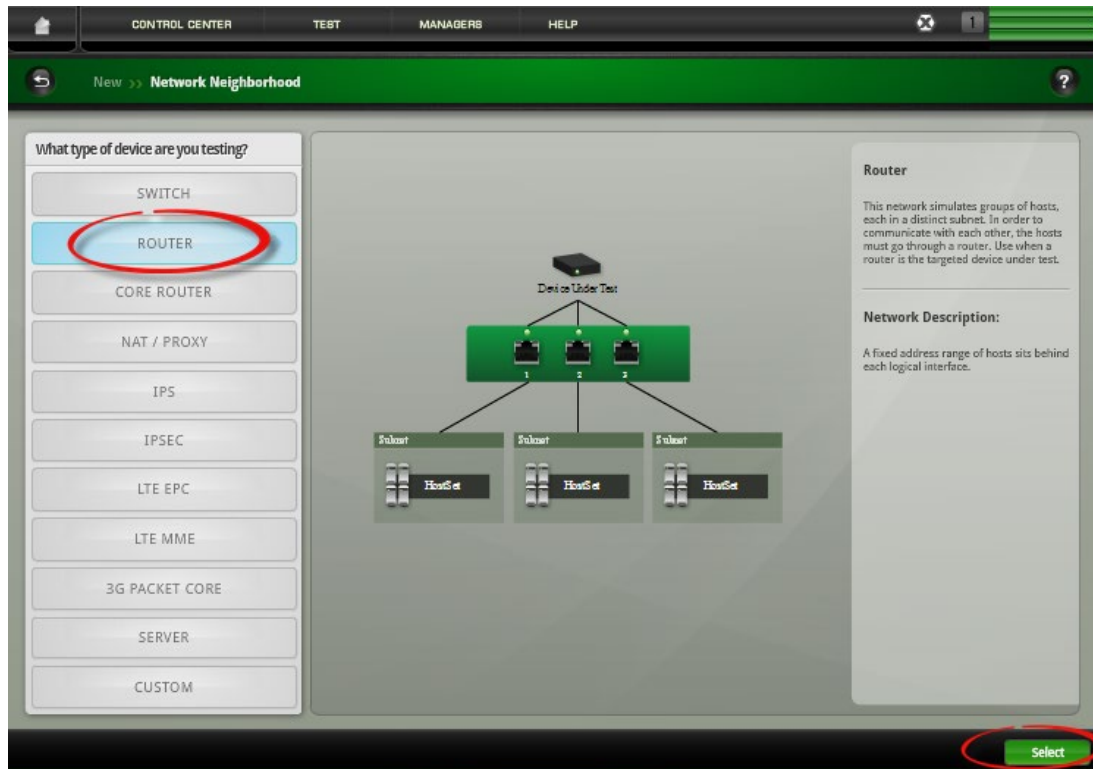 CONTROL CENTER TEST MANAGERS HELP 1
New >> Network Neighborhood ?
What type of device are you testing?
SWITCH
ROUTER
CORE ROUTER
NAT / PROXY
IPS
IPSEC
LTE EPC
LTE MME
3G PACKET CORE
SERVER
CUSTOM
Device Under Test
1 2 3
Subnet Subnet Subnet
HostSet HostSet HostSet
Router
This network simulates groups of hosts,
each in a distinct subnet. In order to
communicate with each other, the hosts
must go through a router. Use when a
router is the targeted device under test.
Network Description:
A fixed address range of hosts sits behind
each logical interface.
Select